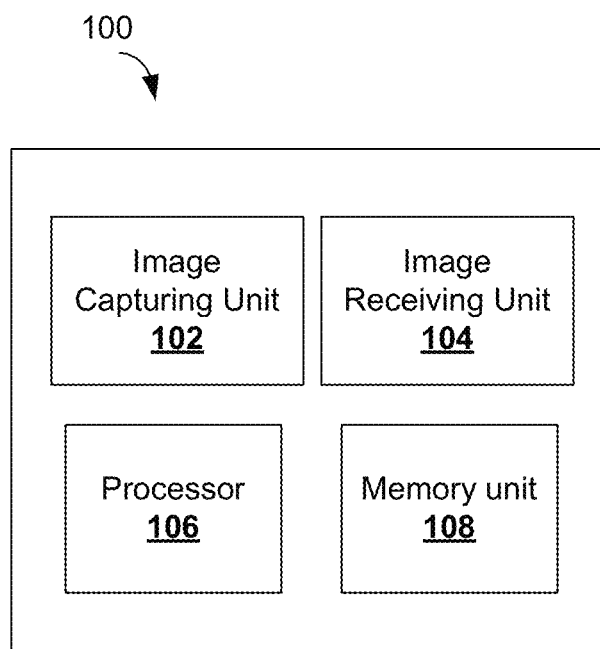 100
Image
Capturing Unit
102
Image
Receiving Unit
104
Processor
106
Memory unit
108